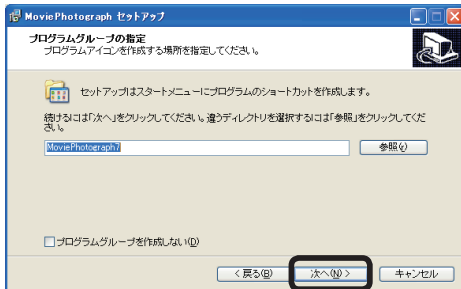 MoviePhotograph セットアップ
プログラムグループの指定
プログラムアイコンを作成する場所を指定してください。
セットアップはスタートメニューにプログラムのショートカットを作成します。
続けるには「次へ」をクリックしてください。違うディレクトリを選択するには「参照」をクリックしてくだ
さい。
MoviePhotograph7
参照(r)
プログラムグループを作成しない(D)
< 戻る(B)
次へ(N) >
キャンセル